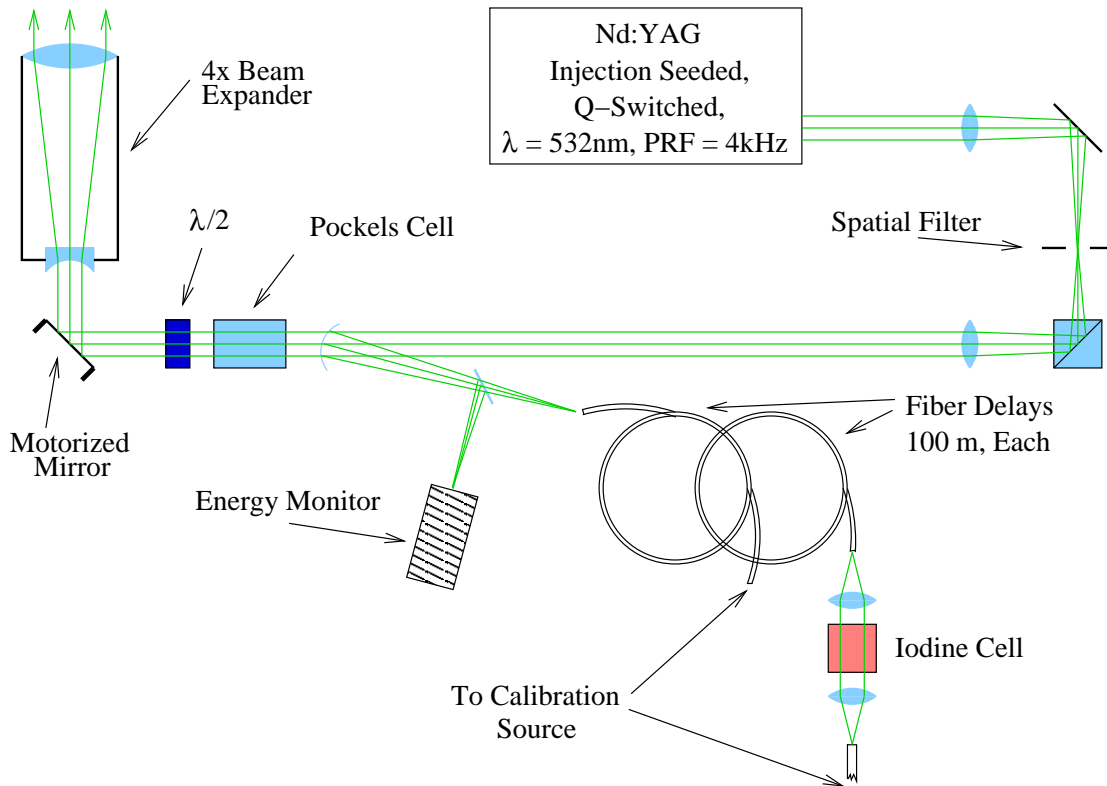 Nd:YAG
Injection Seeded,
Q−Switched,
λ = 532nm, PRF = 4kHz
4x Beam
Expander
λ/2
Pockels Cell
Spatial Filter
Motorized
Mirror
Fiber Delays
100 m, Each
Energy Monitor
Iodine Cell
To Calibration
Source